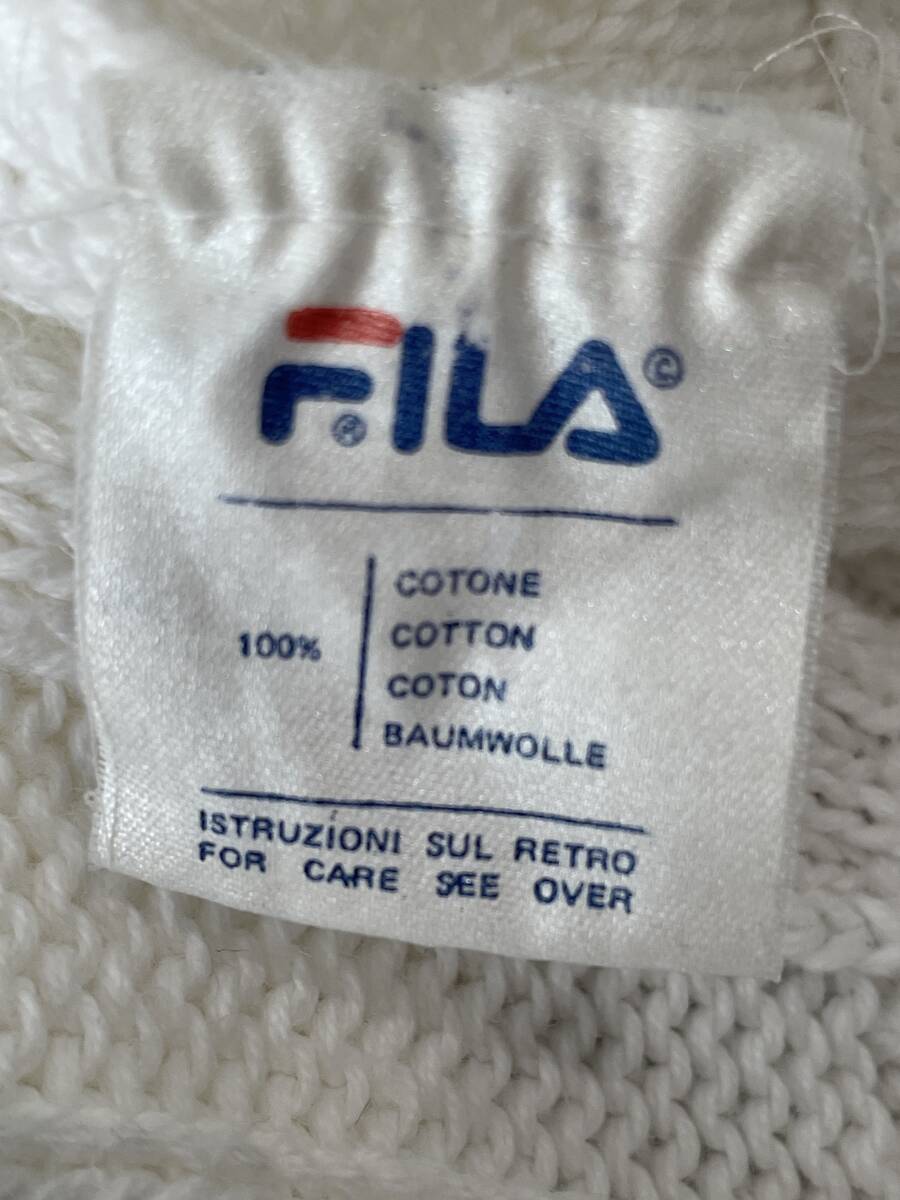 FILA ©
®
100%
COTONE
COTTON
COTON
BAUMWOLLE
ISTRUZIONI SUL RETRO
FOR CARE SEE OVER